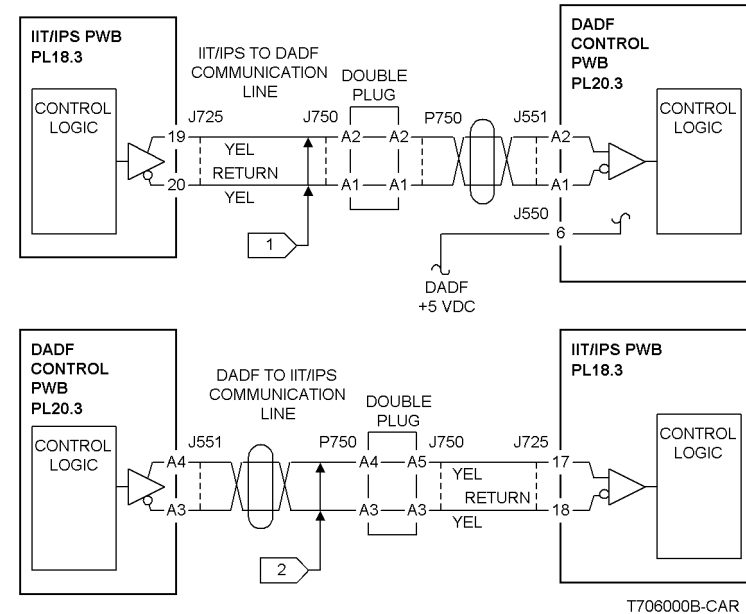 IIT/IPS PWB
PL18.3
CONTROL
LOGIC
IIT/IPS TO DADF
COMMUNICATION
LINE
J725
19
20
YEL
RETURN
YEL
1
J750
DOUBLE
PLUG
A2 A2
A1 A1
P750
J551
A2
A1
J550
6
DADF
+5 VDC
DADF
CONTROL
PWB
PL20.3
CONTROL
LOGIC
DADF
CONTROL
PWB
PL20.3
CONTROL
LOGIC
DADF TO IIT/IPS
COMMUNICATION
LINE
J551
A4
A3
2
P750
DOUBLE
PLUG
A4 A5
A3 A3
J750
YEL
RETURN
YEL
J725
17
18
IIT/IPS PWB
PL18.3
CONTROL
LOGIC
T706000B-CAR